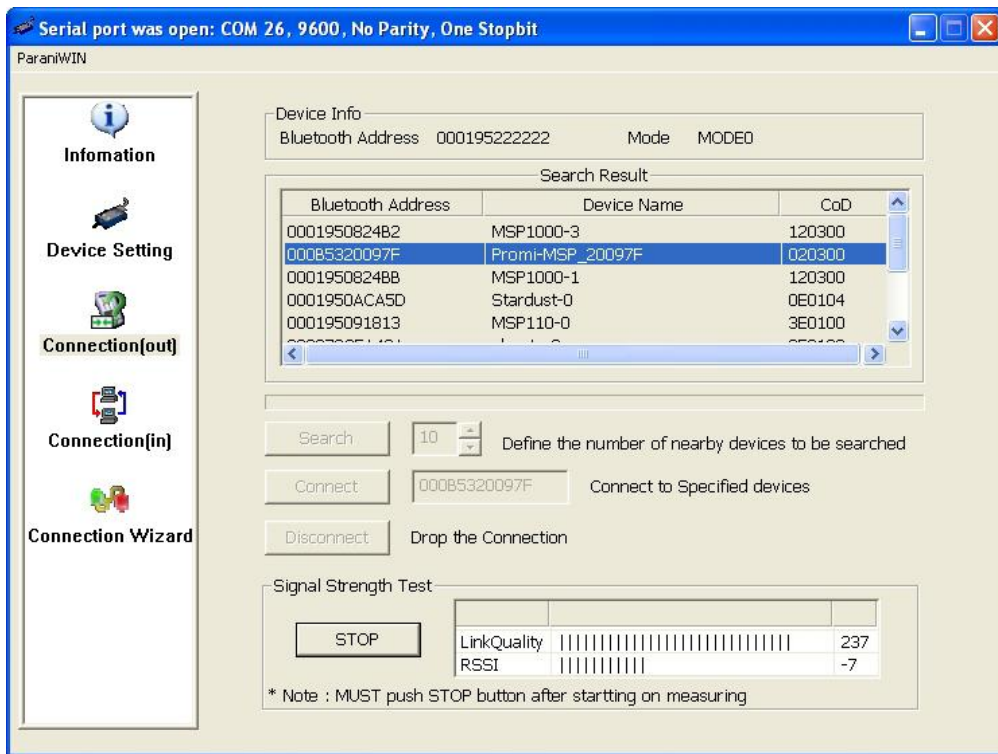 Serial port was open: COM 26, 9600, No Parity, One Stopbit
ParaniWIN
Infomation
Device Setting
Connection(out)
Connection(in)
Connection Wizard
Device Info
Bluetooth Address 000195222222 Mode MODE0
Search Result
Bluetooth Address Device Name CoD
0001950824B2 MSP1000-3 120300
000B5320097F Promi-MSP_20097F 020300
0001950824BB MSP1000-1 120300
0001950ACA5D Stardust-0 0E0104
000195091813 MSP110-0 3E0100
Search 10 Define the number of nearby devices to be searched
Connect 000B5320097F Connect to Specified devices
Disconnect Drop the Connection
Signal Strength Test
STOP
LinkQuality 237
RSSI -7
* Note : MUST push STOP button after startting on measuring